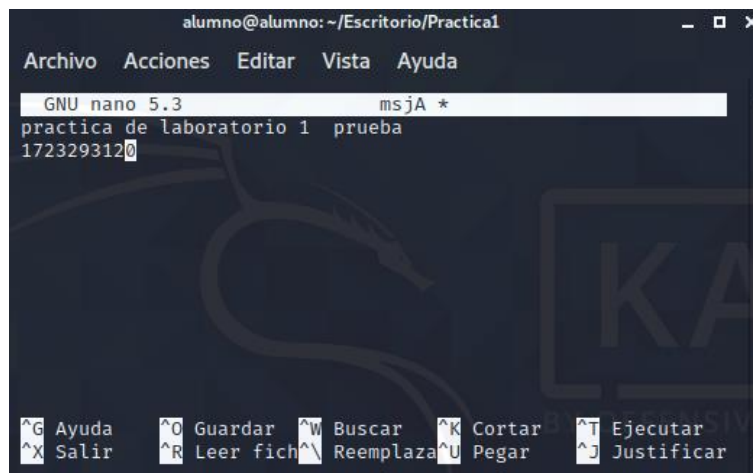 alumno@alumno: ~/Escritorio/Practica1
Archivo Acciones Editar Vista Ayuda
GNU nano 5.3 msjA *
practica de laboratorio 1 prueba
1723293120
^G Ayuda ^O Guardar ^W Buscar ^K Cortar ^T Ejecutar
^X Salir ^R Leer fich ^\ Reemplaza ^U Pegar ^J Justificar
KA